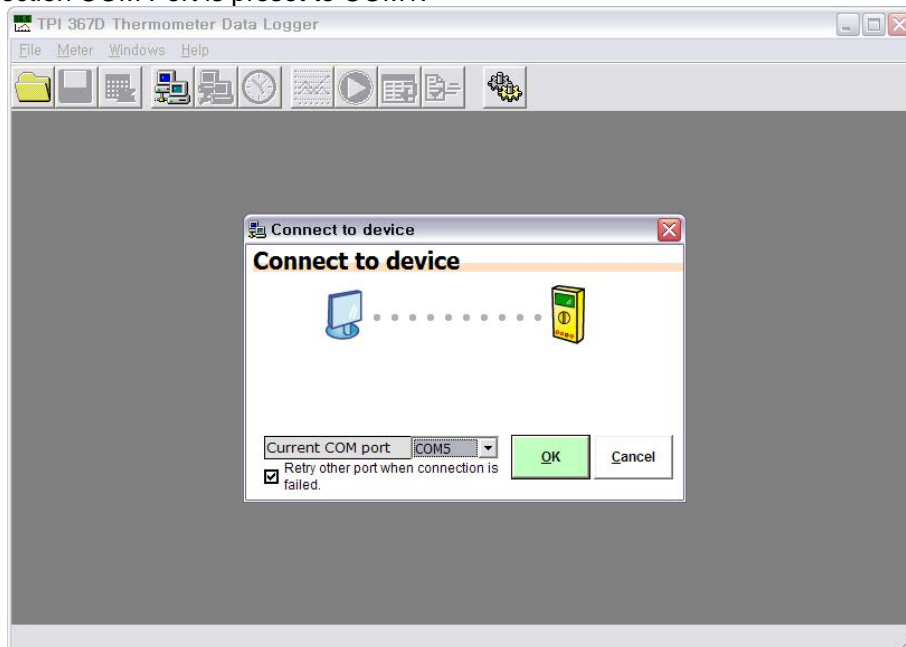 TPI 367D Thermometer Data Logger
File Meter Windows Help
Connect to device
Connect to device
Current COM port COM5
Retry other port when connection is
failed.
OK Cancel